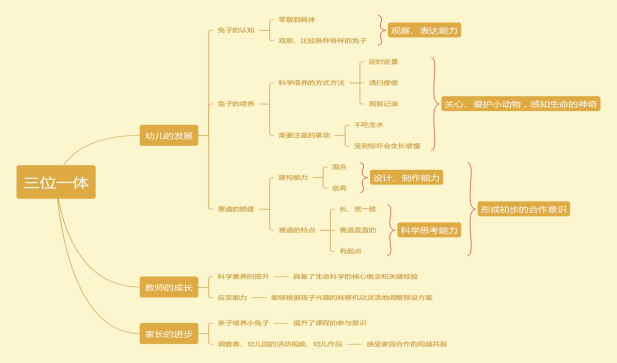 三位一体
幼儿的发展
兔子的认知
零散到具体
观察、比较各种各样的兔子
观察、表达能力
兔子的喂养
科学喂养的方式方法
定时定量
清扫便便
观察记录
需要注意的事项
不吃生水
受到惊吓会生长缓慢
关心、爱护小动物，感知生命的神奇
赛道的搭建
建构能力
围合
垒高
设计、制作能力
赛道的特点
长、宽一致
赛道直直的
有起点
科学思考能力
形成初步的合作意识
教师的成长
科学素养的提升
具备了生命科学的核心概念和关键经验
应变能力
能够根据孩子兴趣的转移机动灵活地调整预设方案
家长的进步
亲子喂养小兔子
提升了课程的参与意识
调查表、幼儿园的活动视频、幼儿作品
感受家园合作的同频共振